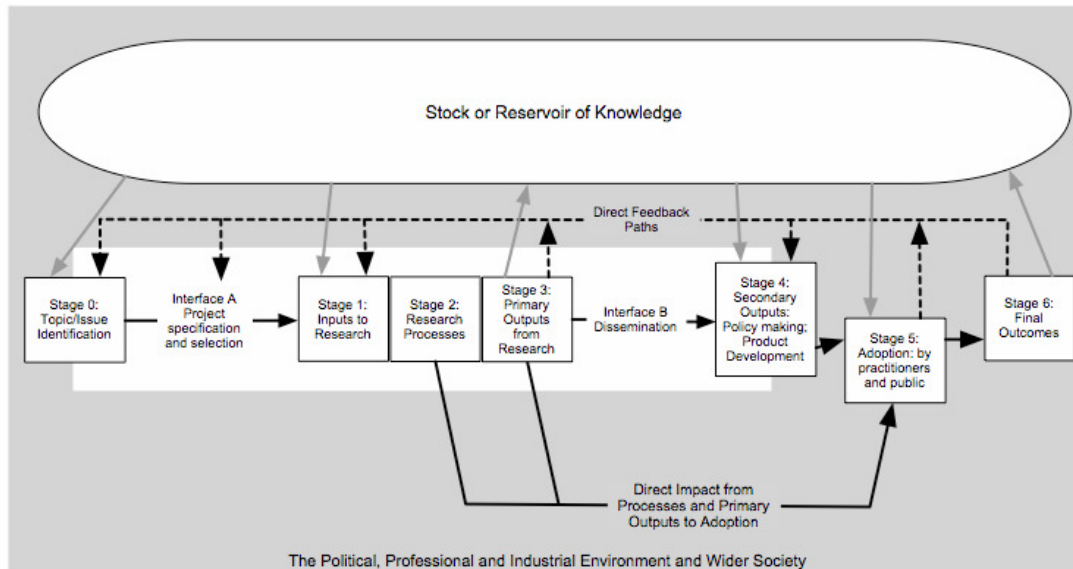 Stock or Reservoir of Knowledge
Direct Feedback
Paths
Stage 0:
Topic/Issue
Identification
Interface A
Project
specification
and selection
Stage 1:
Inputs to
Research
Stage 2:
Research
Processes
Stage 3:
Primary
Outputs
from
Research
Interface B
Dissemination
Stage 4:
Secondary
Outputs:
Policy making;
Product
Development
Stage 5:
Adoption: by
practitioners
and public
Stage 6:
Final
Outcomes
Direct Impact from
Processes and Primary
Outputs to Adoption
The Political, Professional and Industrial Environment and Wider Society